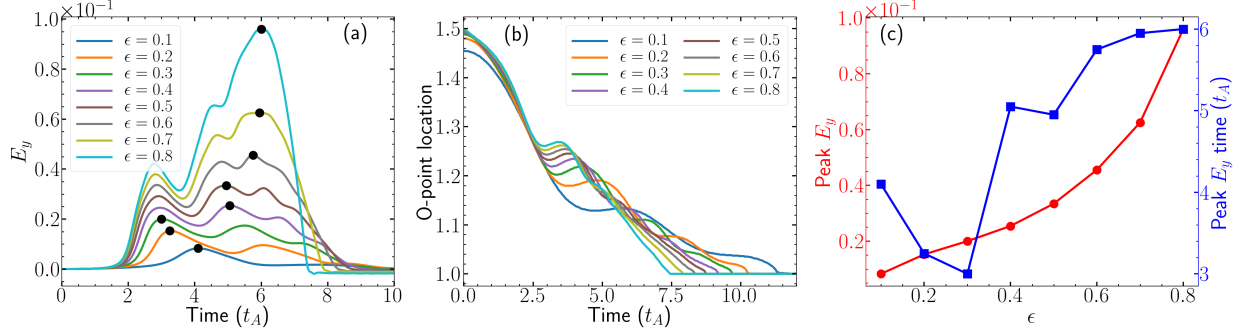 1.0 ×10⁻¹
(a)
ϵ = 0.1
ϵ = 0.2
ϵ = 0.3
ϵ = 0.4
ϵ = 0.5
ϵ = 0.6
ϵ = 0.7
ϵ = 0.8
E_y
0.8
0.6
0.4
0.2
0.0
0 2 4 6 8 10
Time (t_A)
(b)
ϵ = 0.1 ϵ = 0.5
ϵ = 0.2 ϵ = 0.6
ϵ = 0.3 ϵ = 0.7
ϵ = 0.4 ϵ = 0.8
O-point location
1.5
1.4
1.3
1.2
1.1
1.0
0.0 2.5 5.0 7.5 10.0
Time (t_A)
1.0 ×10⁻¹
(c)
Peak E_y
0.8
0.6
0.4
0.2
0.2 0.4 0.6 0.8
ϵ
6
5
4
3
Peak E_y time (t_A)